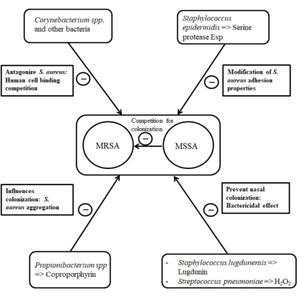 Corynebacterium spp.
and other bacteria
Staphylococcus
epidermidis => Serine
protease Esp
Antagonize S. aureus:
Human cell binding
competition
Modification of S.
aureus adhesion
properties
Competition for
colonization
MRSA
MSSA
Influences
colonization: S.
aureus aggregation
Prevent nasal
colonization:
Bactericidal effect
Propionibacterium spp
=> Coproporphyrin
- Staphylococcus lugdunensis =>
Lugdunin
- Streptococcus pneumoniae => H₂O₂